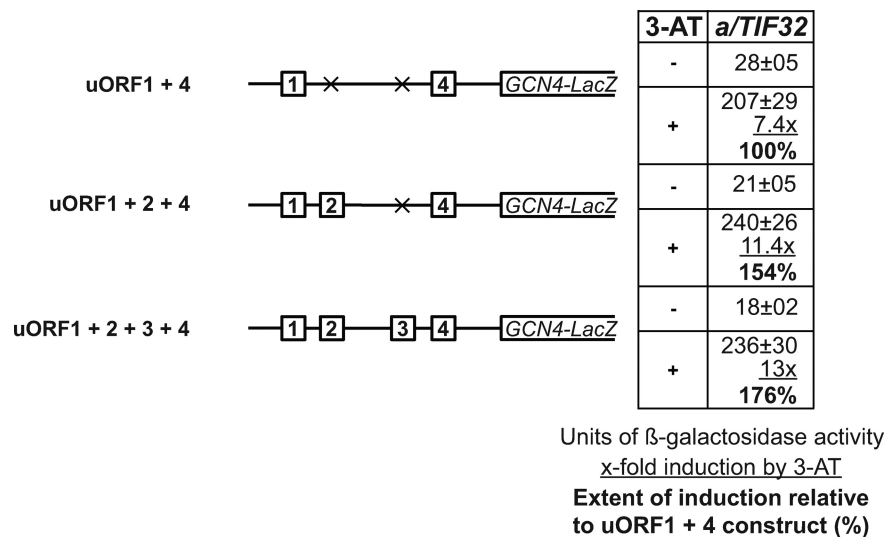 3-AT a/TIF32
uORF1 + 4 1 4 GCN4-LacZ
- 28±05
+ 207±29
7.4x
100%
uORF1 + 2 + 4 1 2 4 GCN4-LacZ
- 21±05
+ 240±26
11.4x
154%
uORF1 + 2 + 3 + 4 1 2 3 4 GCN4-LacZ
- 18±02
+ 236±30
13x
176%
Units of ß-galactosidase activity
x-fold induction by 3-AT
Extent of induction relative
to uORF1 + 4 construct (%)